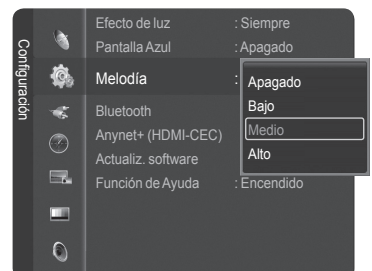 Configuración
Efecto de luz : Siempre
Pantalla Azul : Apagado
Melodía :
Apagado
Bajo
Medio
Alto
Bluetooth
Anynet+ (HDMI-CEC)
Actualiz. software
Función de Ayuda : Encendido